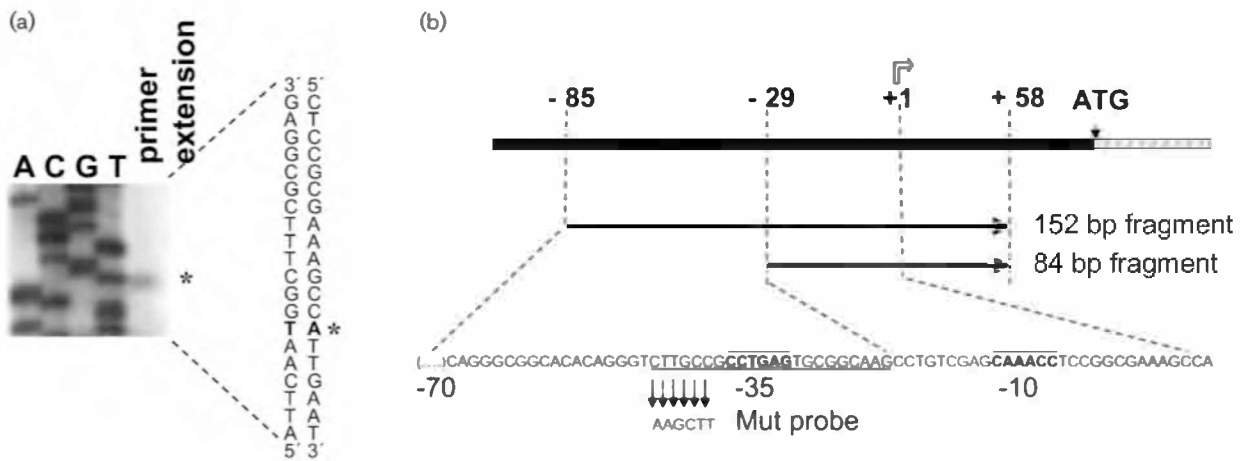 (a)
A C G T
primer
extension
3´ 5´
G C
A T
G C
G C
C G
G C
C G
T A
T A
T A
C G
G C
G C
T A *
A T
A T
C G
T A
T A
A T
5´ 3´
*
(b)
- 85 - 29 +1 + 58 ATG
152 bp fragment
84 bp fragment
(....)CAGGGCGGCACACAGGGTCTTGCCGCCTGAGTGCGGCAAGCCTGTCGAGCAAACCTCCGGCGAAAGCCA
-70 -35 -10
AAGCTT Mut probe